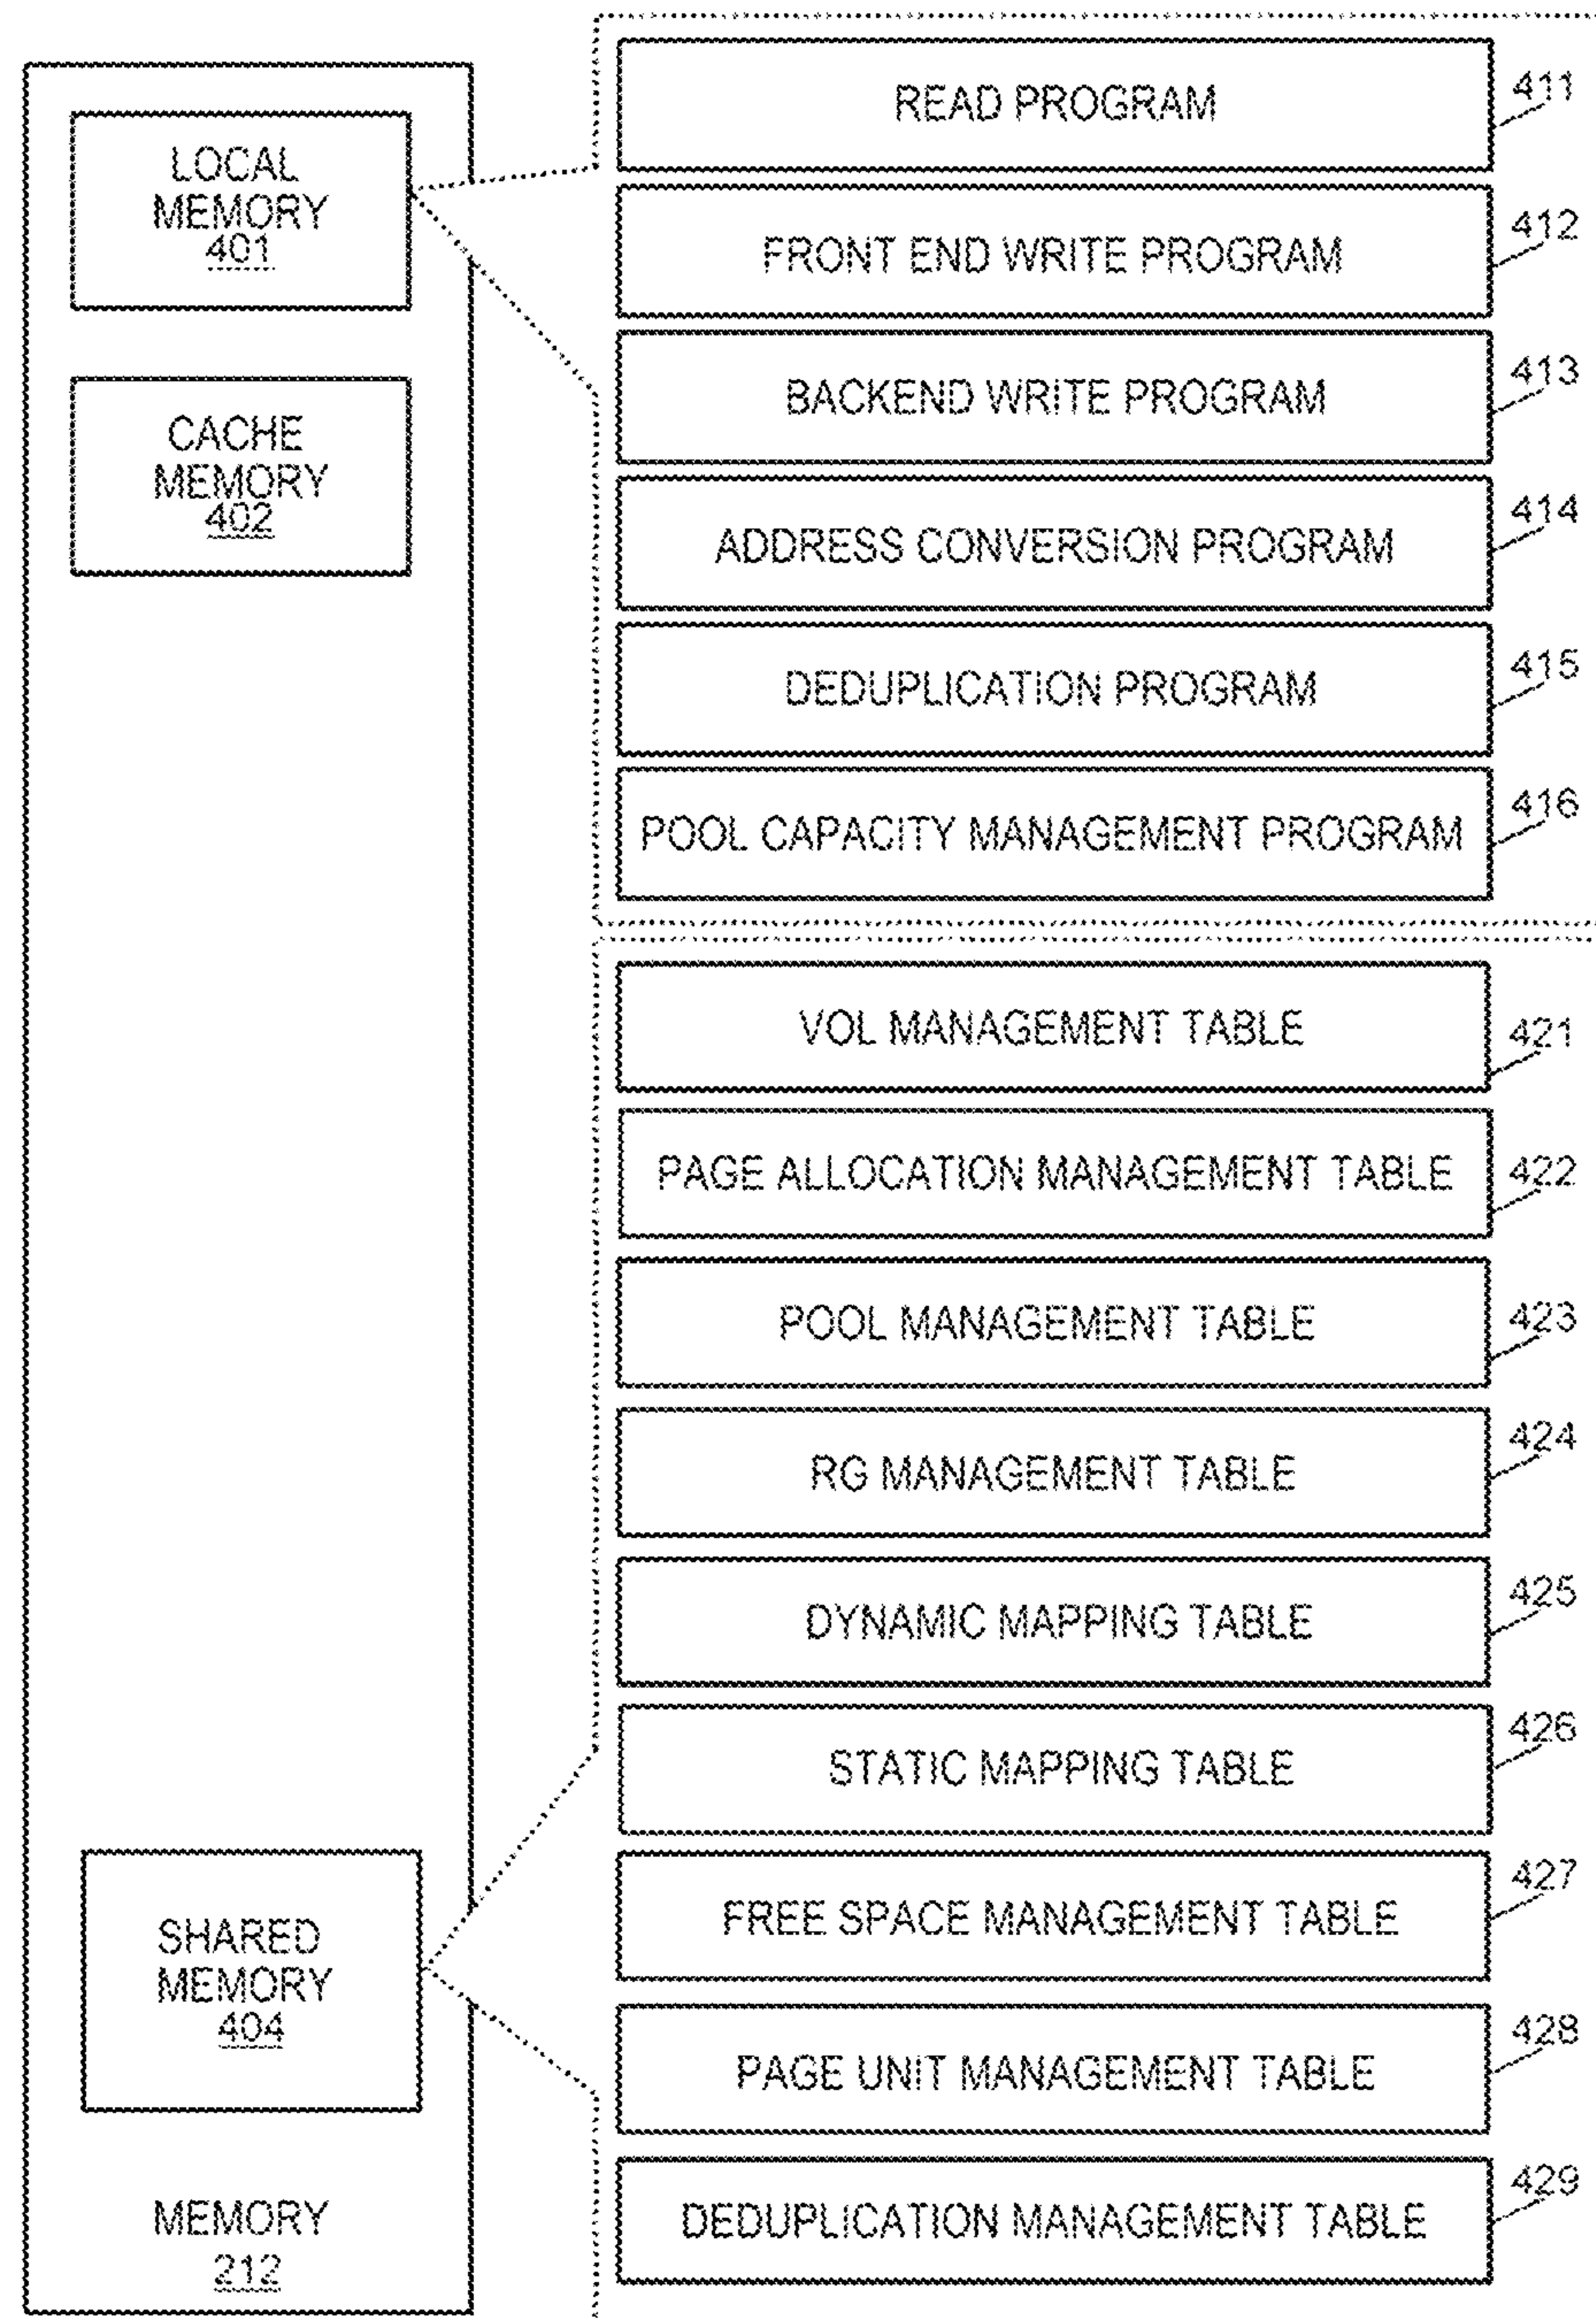 LOCAL
MEMORY
401
CACHE
MEMORY
402
SHARED
MEMORY
404
MEMORY
212
READ PROGRAM
411
FRONT END WRITE PROGRAM
412
BACKEND WRITE PROGRAM
413
ADDRESS CONVERSION PROGRAM
414
DEDUPLICATION PROGRAM
415
POOL CAPACITY MANAGEMENT PROGRAM
416
VOL MANAGEMENT TABLE
421
PAGE ALLOCATION MANAGEMENT TABLE
422
POOL MANAGEMENT TABLE
423
RG MANAGEMENT TABLE
424
DYNAMIC MAPPING TABLE
425
STATIC MAPPING TABLE
426
FREE SPACE MANAGEMENT TABLE
427
PAGE UNIT MANAGEMENT TABLE
428
DEDUPLICATION MANAGEMENT TABLE
429